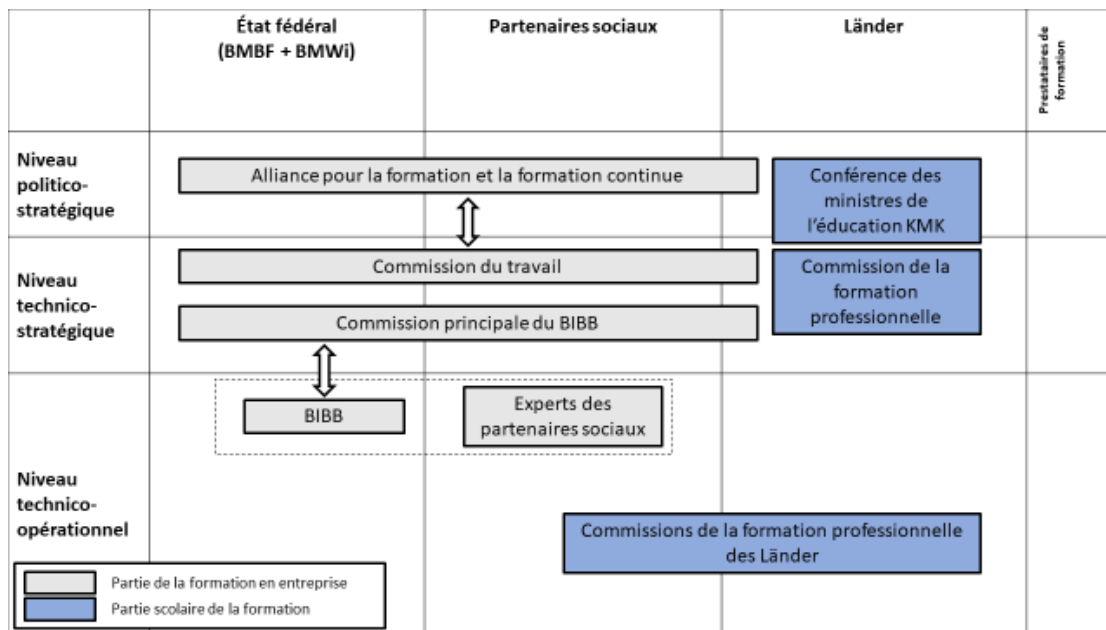 État fédéral
(BMBF + BMWi)
Partenaires sociaux
Länder
Prestataires de
formation
Niveau
politico-
stratégique
Alliance pour la formation et la formation continue
Conférence des
ministres de
l'éducation KMK
Niveau
technico-
stratégique
Commission du travail
Commission principale du BIBB
Commission de la
formation
professionnelle
BIBB
Experts des
partenaires sociaux
Niveau
technico-
opérationnel
Commissions de la formation professionnelle
des Länder
Partie de la formation en entreprise
Partie scolaire de la formation